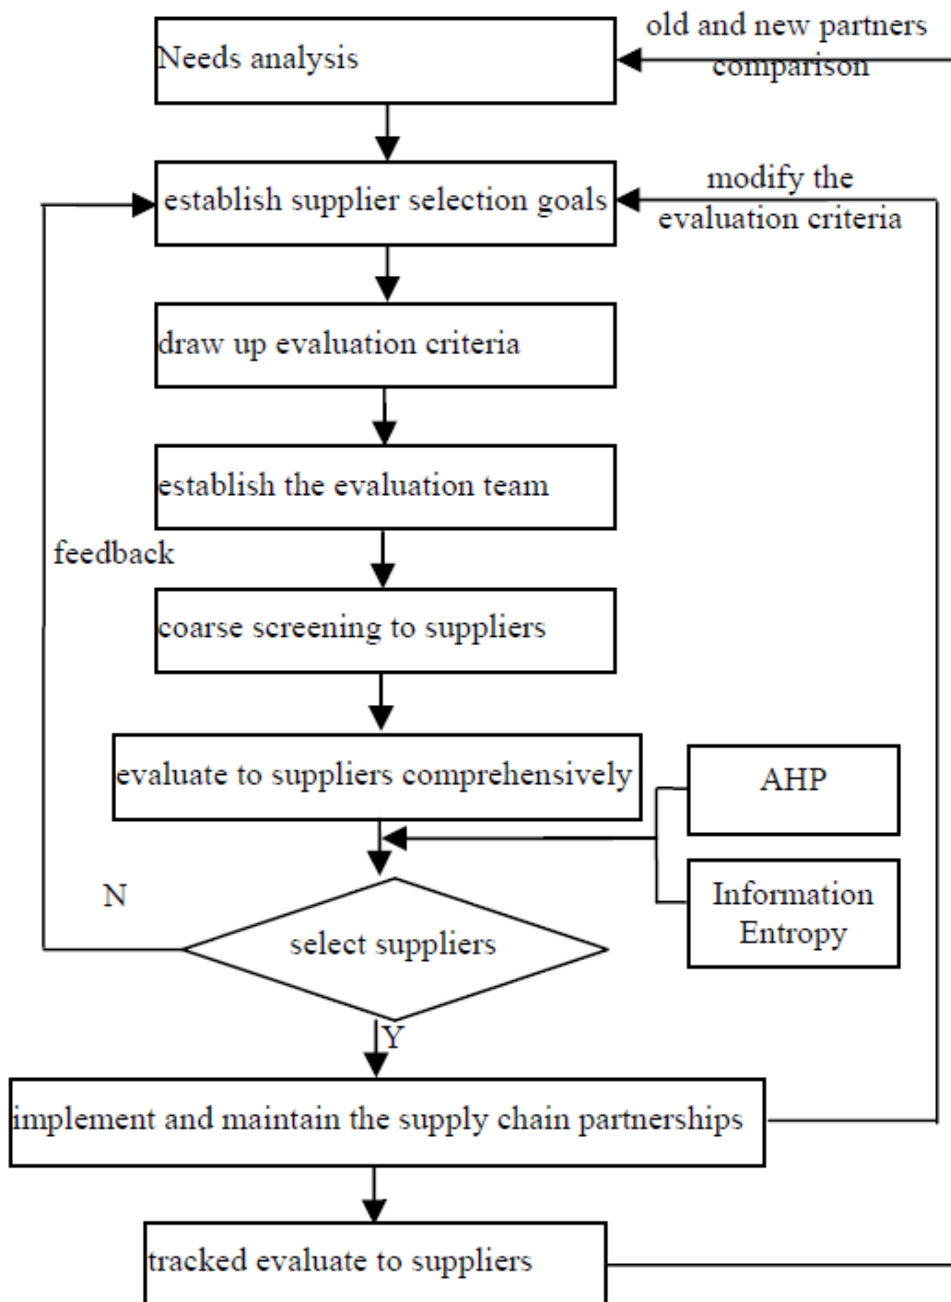 old and new partners
Needs analysis
comparison
modify the
establish supplier selection goals
evaluation criteria
draw up evaluation criteria
establish the evaluation team
feedback
coarse screening to suppliers
evaluate to suppliers comprehensively
AHP
N
Information
Entropy
select suppliers
Y
implement and maintain the supply chain partnerships
tracked evaluate to suppliers